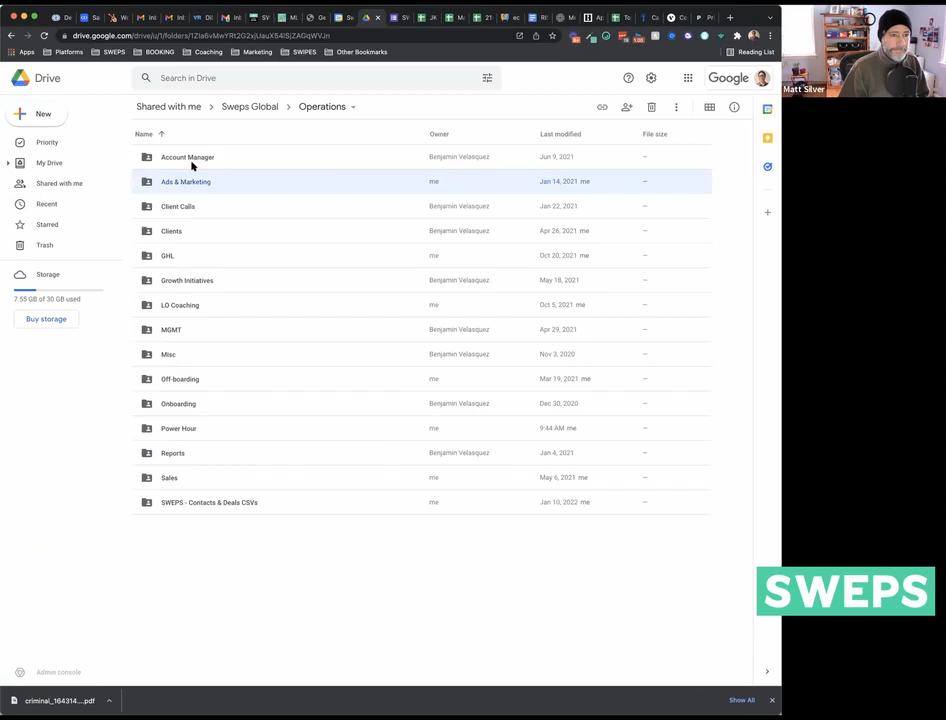 drive.google.com/drive/u/1/folders/1Zla6vMwYRt2G2xjUauX54lSjZAGqWVJn
Apps Platforms SWEPS BOOKING Coaching Marketing SWIPES Other Bookmarks Reading List
Drive Search in Drive Google
New
Shared with me Sweps Global Operations
Priority
My Drive
Shared with me
Recent
Starred
Trash
Storage
7.55 GB of 30 GB used
Buy storage
Admin console
Name Owner Last modified File size
Account Manager Benjamin Velasquez Jun 9, 2021 –
Ads & Marketing me Jan 14, 2021 me –
Client Calls Benjamin Velasquez Jan 22, 2021 –
Clients Benjamin Velasquez Apr 26, 2021 me –
GHL me Oct 20, 2021 me –
Growth Initiatives Benjamin Velasquez May 18, 2021 –
LO Coaching me Oct 5, 2021 me –
MGMT Benjamin Velasquez Apr 29, 2021 –
Misc Benjamin Velasquez Nov 3, 2020 –
Off-boarding me Mar 19, 2021 me –
Onboarding Benjamin Velasquez Dec 30, 2020 –
Power Hour me 9:44 AM me –
Reports Benjamin Velasquez Jan 4, 2021 –
Sales me May 6, 2021 me –
SWEPS - Contacts & Deals CSVs me Jan 10, 2022 me –
Matt Silver
SWEPS
criminal_164314....pdf Show All